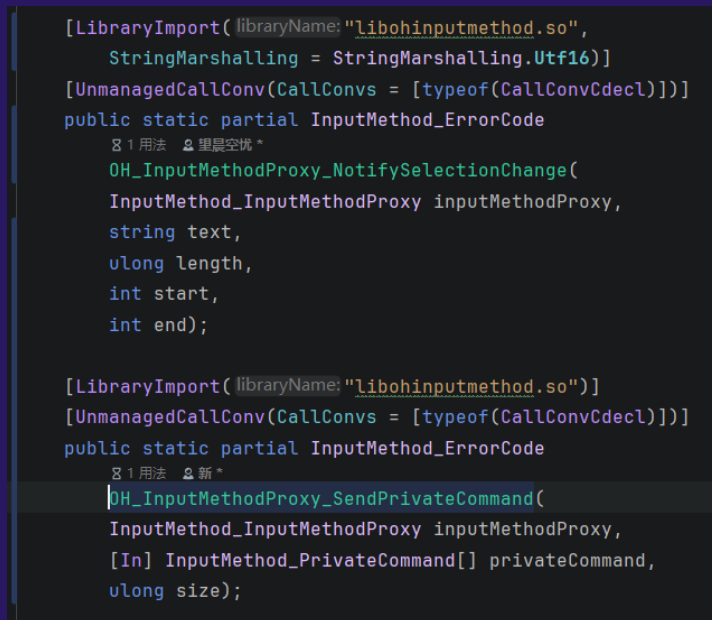 [LibraryImport( libraryName: "libohinputmethod.so",
StringMarshalling = StringMarshalling.Utf16)]
[UnmanagedCallConv(CallConvs = [typeof(CallConvCdecl)])]
public static partial InputMethod_ErrorCode
1 用法 望晨空忧 *
OH_InputMethodProxy_NotifySelectionChange(
InputMethod_InputMethodProxy inputMethodProxy,
string text,
ulong length,
int start,
int end);
[LibraryImport( libraryName: "libohinputmethod.so")]
[UnmanagedCallConv(CallConvs = [typeof(CallConvCdecl)])]
public static partial InputMethod_ErrorCode
1 用法 新 *
OH_InputMethodProxy_SendPrivateCommand(
InputMethod_InputMethodProxy inputMethodProxy,
[In] InputMethod_PrivateCommand[] privateCommand,
ulong size);